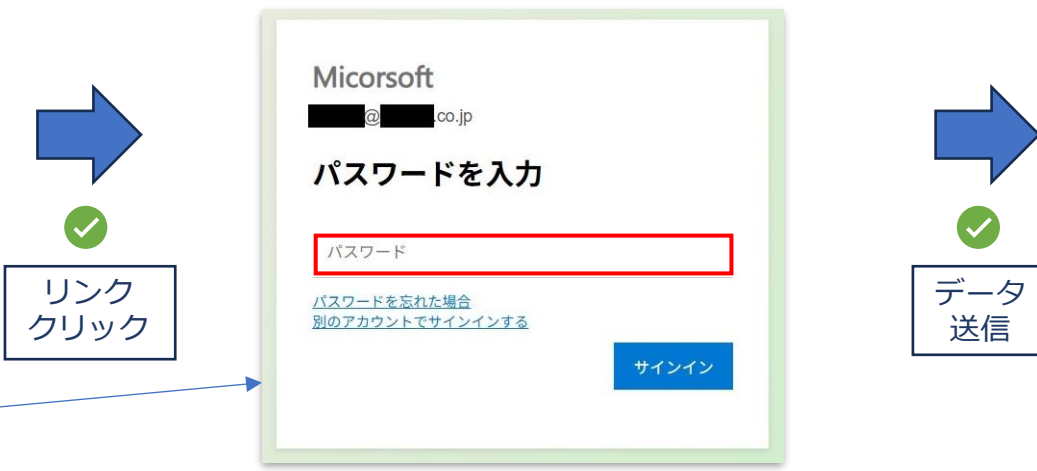 リンク
クリック
Micorsoft
@ .co.jp
パスワードを入力
パスワード
パスワードを忘れた場合
別のアカウントでサインインする
サインイン
データ
送信